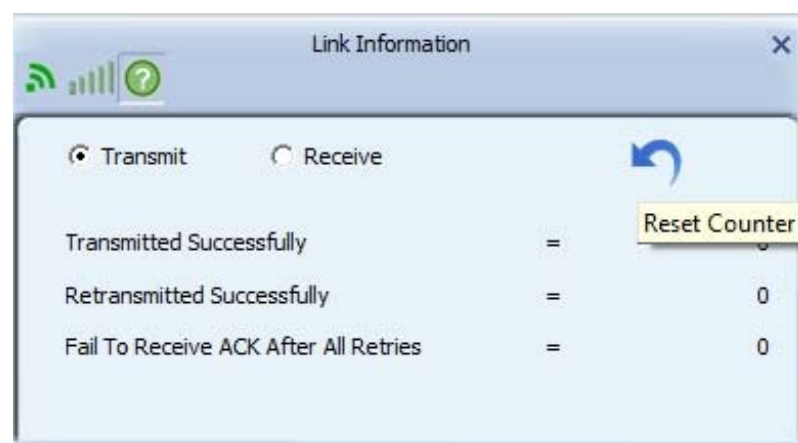 Link Information
Transmit Receive
Reset Counter
Transmitted Successfully =
Retransmitted Successfully = 0
Fail To Receive ACK After All Retries = 0